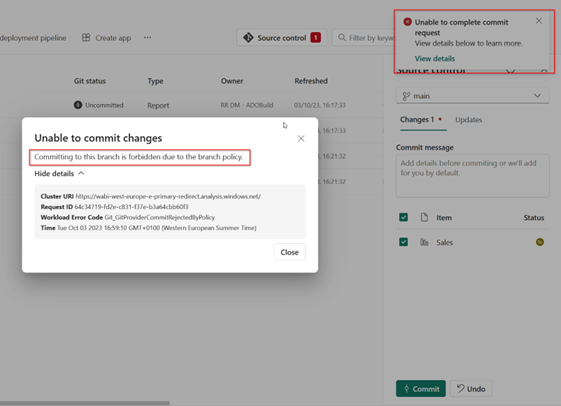 deployment pipeline
Create app
...
Source control 1
Filter by keyw
Unable to complete commit
request
View details below to learn more.
View details
Source control
main
Git status Type Owner Refreshed
Uncommitted Report RR DM - ADOBuild 03/10/23, 16:17:33
16:17:33
16:21:32
16:21:32
Changes 1
Updates
Commit message
Add details before commiting or we'll add
for you by default.
Item Status
Sales
Unable to commit changes
Committing to this branch is forbidden due to the branch policy.
Hide details
Cluster URI https://wabi-west-europe-e-primary-redirect.analysis.windows.net/
Request ID 64c34719-fd2e-c831-f37e-b3a64cbb60f3
Workload Error Code Git_GitProviderCommitRejectedByPolicy
Time Tue Oct 03 2023 16:59:10 GMT+0100 (Western European Summer Time)
Close
Commit
Undo